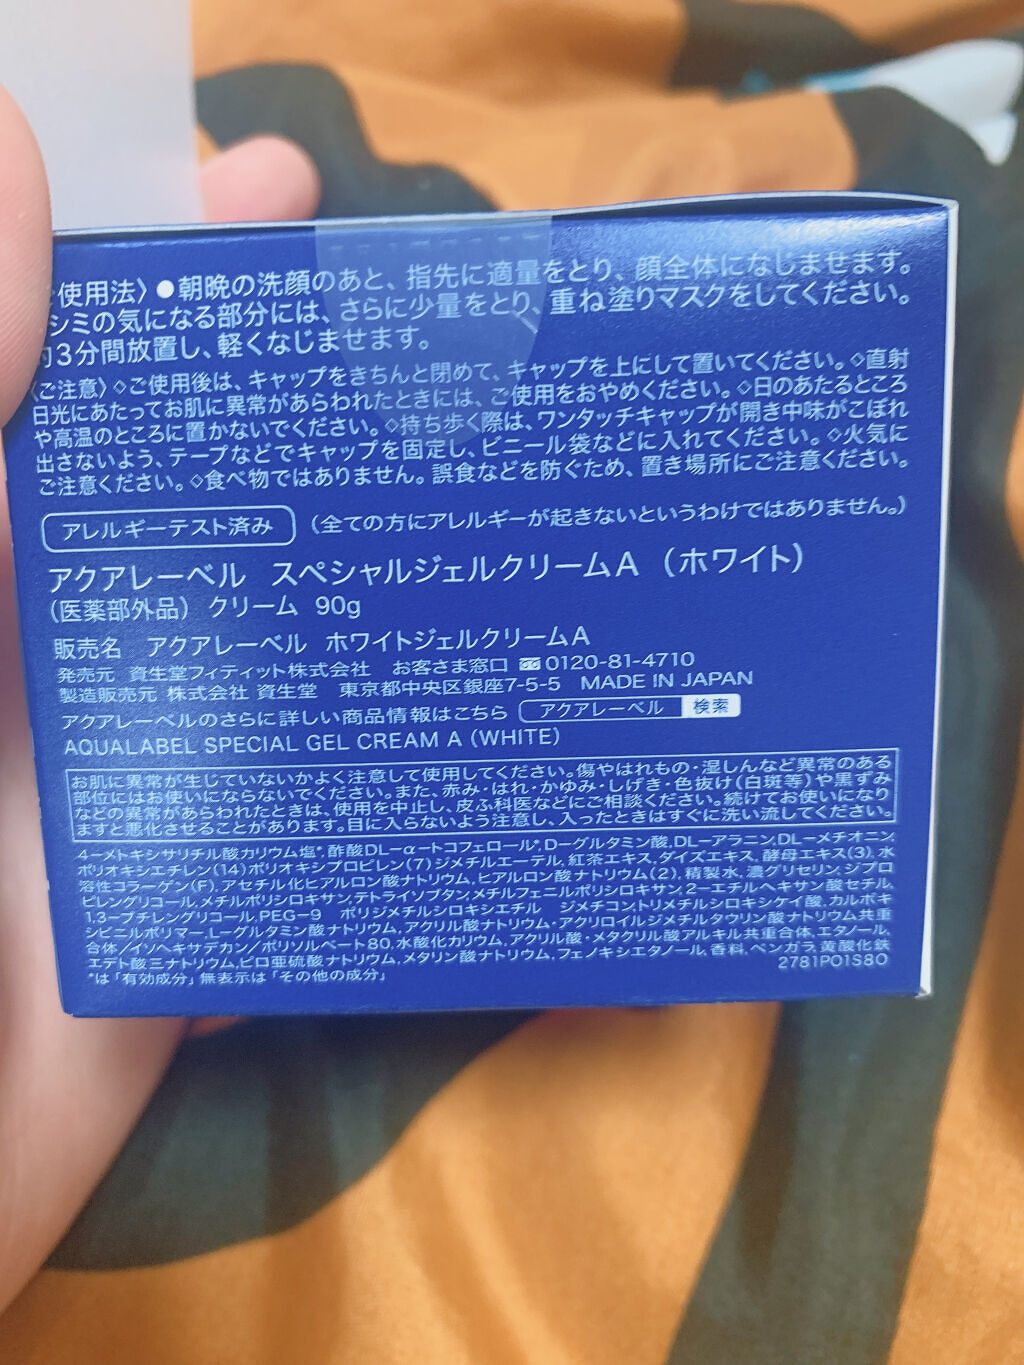 使用法〉●朝晩の洗顔のあと、指先に適量をとり、顔全体になじませます。
シミの気になる部分には、さらに少量をとり、重ね塗りマスクをしてください。
3分間放置し、軽くなじませます。
〈ご注意〉◇ご使用後は、キャップをきちんと閉めて、キャップを上にして置いてください。◇直射
日光にあたってお肌に異常があらわれたときには、ご使用をおやめください。◇日のあたるところ
や高温のところに置かないでください。◇持ち歩く際は、ワンタッチキャップが開き中味がこぼれ
出さないよう、テープなどでキャップを固定し、ビニール袋などに入れてください。◇火気に
ご注意ください。◇食べ物ではありません。誤食などを防ぐため、置き場所にご注意ください。
アレルギーテスト済み （全ての方にアレルギーが起きないというわけではありません。）
アクアレーベル スペシャルジェルクリームA （ホワイト）
（医薬部外品） クリーム 90g
販売名 アクアレーベル ホワイトジェルクリームA
発売元 資生堂フィティット株式会社 お客さま窓口 0120-81-4710
製造販売元 株式会社 資生堂 東京都中央区銀座7-5-5 MADE IN JAPAN
アクアレーベルのさらに詳しい商品情報はこちら アクアレーベル 検索
AQUALABEL SPECIAL GEL CREAM A (WHITE)
お肌に異常が生じていないかよく注意して使用してください。傷やはれもの・湿しんなど異常のある
部位にはお使いにならないでください。また、赤み・はれ・かゆみ・しげき・色抜け(白斑等)や黒ずみ
などの異常があらわれたときは、使用を中止し、皮ふ科医などにご相談ください。続けてお使いになり
ますと悪化させることがあります。目に入らないよう注意し、入ったときはすぐに洗い流してください。
4-メトキシサリチル酸カリウム塩*,酢酸DL-α-トコフェロール*,D-グルタミン酸,DL-アラニン,DL-メチオニン
ポリオキシエチレン(14)ポリオキシプロピレン(7)ジメチルエーテル,紅茶エキス,ダイズエキス,酵母エキス(3),水
溶性コラーゲン(F),アセチル化ヒアルロン酸ナトリウム,ヒアルロン酸ナトリウム(2),精製水,濃グリセリン,ジプロ
ピレングリコール,メチルポリシロキサン,テトライソブタン,メチルフェニルポリシロキサン,2-エチルヘキサン酸セチル,
1,3-ブチレングリコール,PEG-9 ポリジメチルシロキシエチル ジメチコン,トリメチルシロキシケイ酸,カルボキ
シビニルポリマー,L-グルタミン酸ナトリウム,アクリル酸ナトリウム・アクリロイルジメチルタウリン酸ナトリウム共重
合体／イソヘキサデカン／ポリソルベート80,水酸化カリウム,アクリル酸・メタクリル酸アルキル共重合体,エタノール,
エデト酸三ナトリウム,ピロ亜硫酸ナトリウム,メタリン酸ナトリウム,フェノキシエタノール,香料,ベンガラ,黄酸化鉄
*は「有効成分」無表示は「その他の成分」 2781P01S80